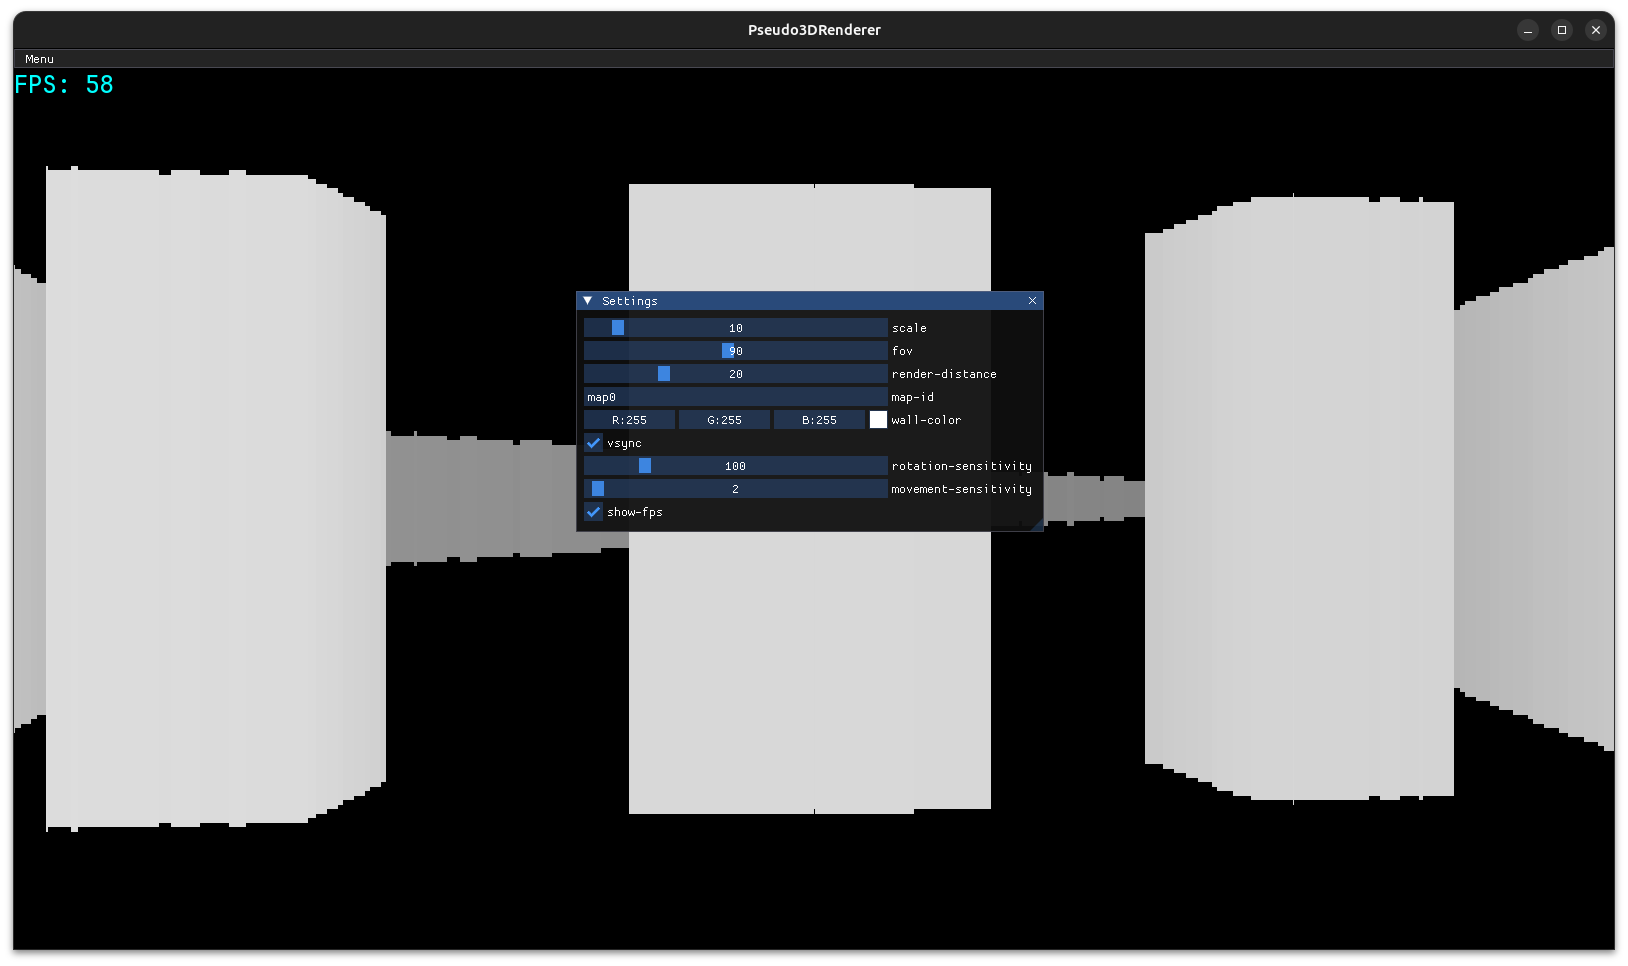 Pseudo3DRenderer
Menu
FPS: 58
Settings
10 scale
90 fov
20 render-distance
map0 map-id
R:255 G:255 B:255 wall-color
vsync
100 rotation-sensitivity
2 movement-sensitivity
show-fps